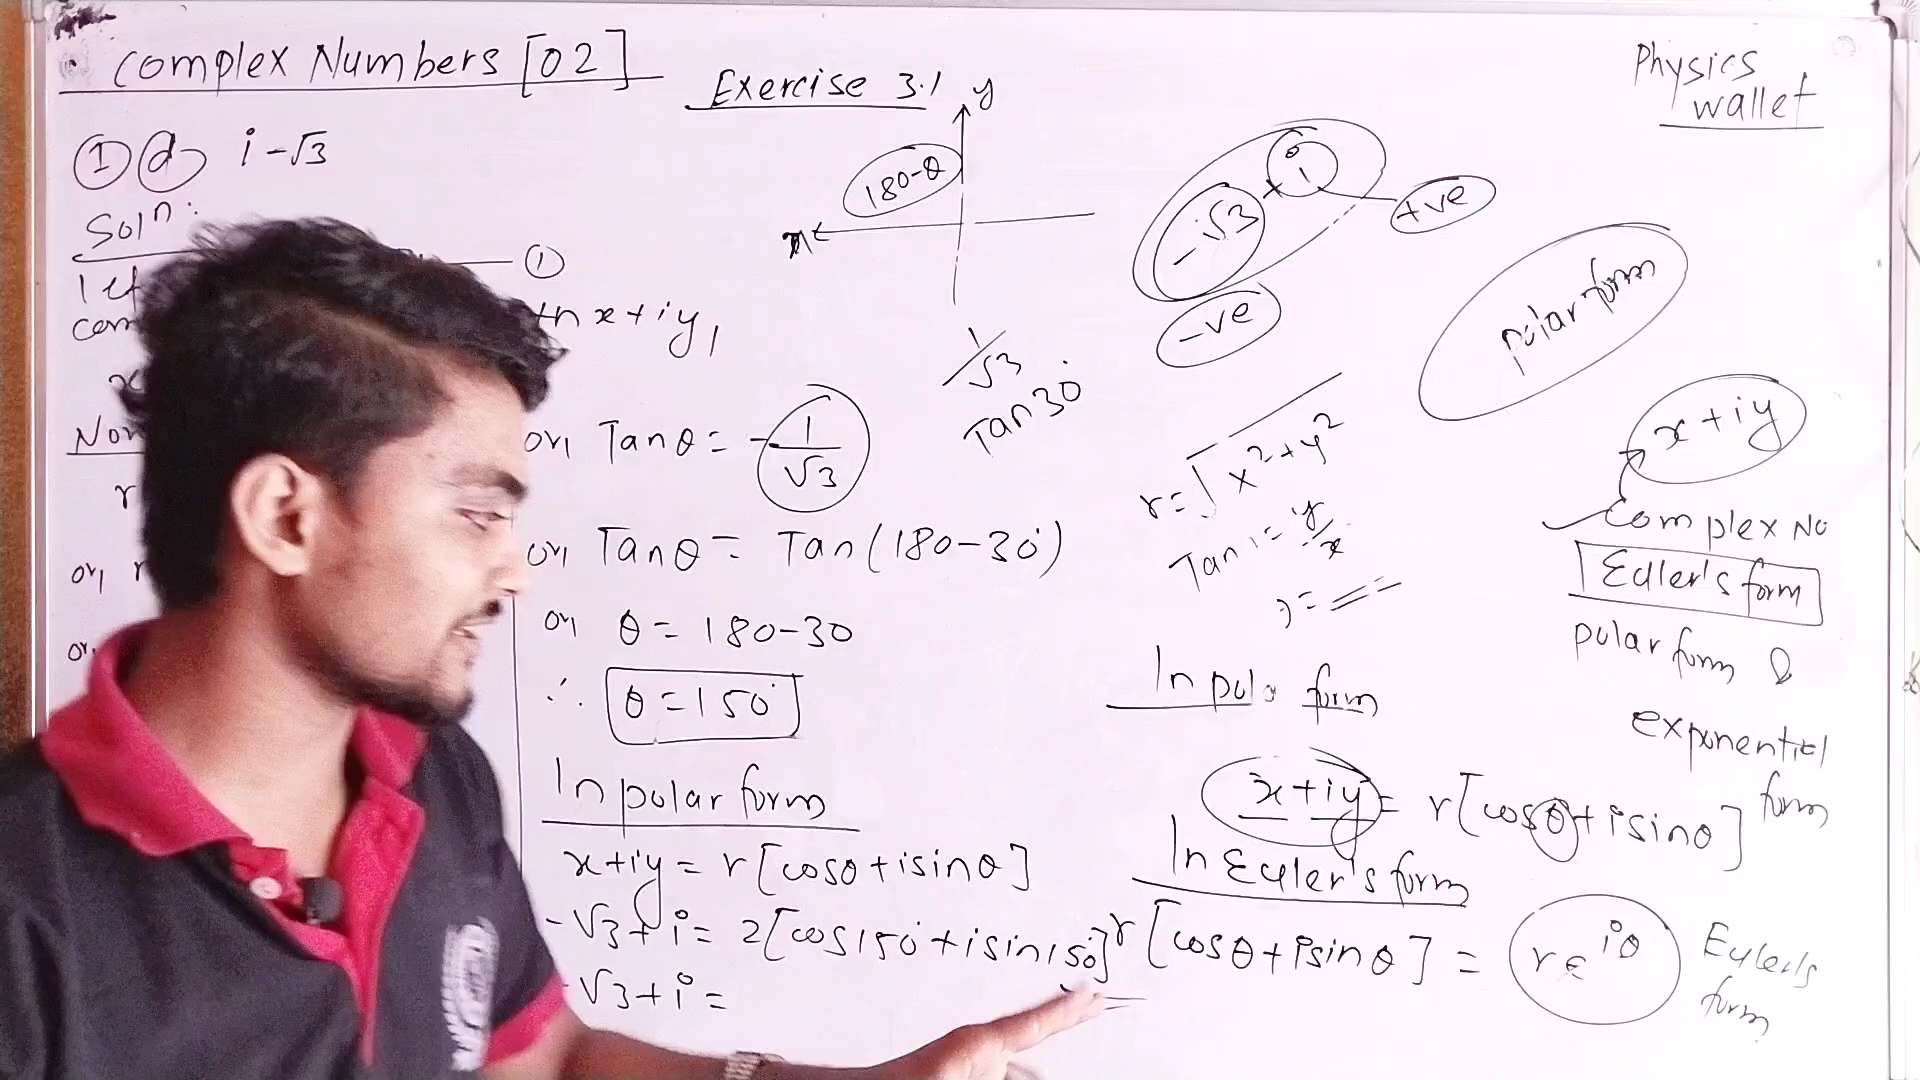 Complex Numbers [02]
Exercise 3.1
Physics
wallet
1 d i - √3
Solⁿ:
let
1
x + iy,
r
or, r
or,
or, Tanθ = - 1/√3
or, Tanθ = Tan(180-30°)
or, θ = 180-30
∴ θ = 150°
In polar form
x+iy = r[cosθ + isinθ]
-√3 + i = 2[cos150° + isin150°]
-√3 + i =
y
180-θ
1/√3
Tan30°
-√3 + i
+ve
-ve
r = √x² + y²
Tan = y/x
polar form
x + iy
Complex No
Euler's form
polar form &
exponential
form
In polar form
x+iy = r[cosθ + isinθ]
In Euler's form
r[cosθ + isinθ] = re^iθ
Euler's
form